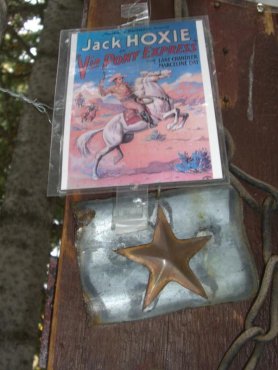 Jack HOXIE
VIA PONY EXPRESS
LANE CHANDLER
MARCELINE DAY